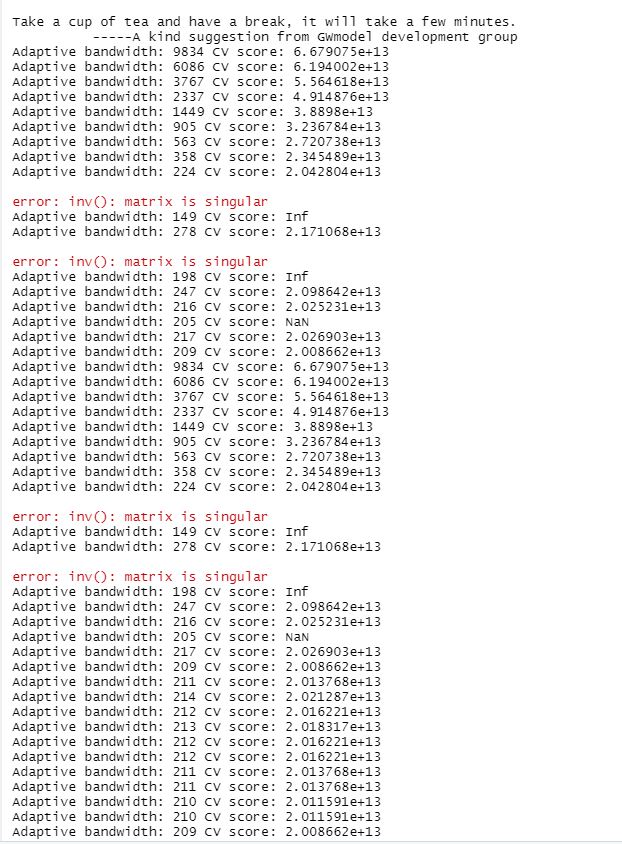 Take a cup of tea and have a break, it will take a few minutes.
-----A kind suggestion from GWmodel development group
Adaptive bandwidth: 9834 CV score: 6.679075e+13
Adaptive bandwidth: 6086 CV score: 6.194002e+13
Adaptive bandwidth: 3767 CV score: 5.564618e+13
Adaptive bandwidth: 2337 CV score: 4.914876e+13
Adaptive bandwidth: 1449 CV score: 3.8898e+13
Adaptive bandwidth: 905 CV score: 3.236784e+13
Adaptive bandwidth: 563 CV score: 2.720738e+13
Adaptive bandwidth: 358 CV score: 2.345489e+13
Adaptive bandwidth: 224 CV score: 2.042804e+13
error: inv(): matrix is singular
Adaptive bandwidth: 149 CV score: Inf
Adaptive bandwidth: 278 CV score: 2.171068e+13
error: inv(): matrix is singular
Adaptive bandwidth: 198 CV score: Inf
Adaptive bandwidth: 247 CV score: 2.098642e+13
Adaptive bandwidth: 216 CV score: 2.025231e+13
Adaptive bandwidth: 205 CV score: NaN
Adaptive bandwidth: 217 CV score: 2.026903e+13
Adaptive bandwidth: 209 CV score: 2.008662e+13
Adaptive bandwidth: 9834 CV score: 6.679075e+13
Adaptive bandwidth: 6086 CV score: 6.194002e+13
Adaptive bandwidth: 3767 CV score: 5.564618e+13
Adaptive bandwidth: 2337 CV score: 4.914876e+13
Adaptive bandwidth: 1449 CV score: 3.8898e+13
Adaptive bandwidth: 905 CV score: 3.236784e+13
Adaptive bandwidth: 563 CV score: 2.720738e+13
Adaptive bandwidth: 358 CV score: 2.345489e+13
Adaptive bandwidth: 224 CV score: 2.042804e+13
error: inv(): matrix is singular
Adaptive bandwidth: 149 CV score: Inf
Adaptive bandwidth: 278 CV score: 2.171068e+13
error: inv(): matrix is singular
Adaptive bandwidth: 198 CV score: Inf
Adaptive bandwidth: 247 CV score: 2.098642e+13
Adaptive bandwidth: 216 CV score: 2.025231e+13
Adaptive bandwidth: 205 CV score: NaN
Adaptive bandwidth: 217 CV score: 2.026903e+13
Adaptive bandwidth: 209 CV score: 2.008662e+13
Adaptive bandwidth: 211 CV score: 2.013768e+13
Adaptive bandwidth: 214 CV score: 2.021287e+13
Adaptive bandwidth: 212 CV score: 2.016221e+13
Adaptive bandwidth: 213 CV score: 2.018317e+13
Adaptive bandwidth: 212 CV score: 2.016221e+13
Adaptive bandwidth: 212 CV score: 2.016221e+13
Adaptive bandwidth: 211 CV score: 2.013768e+13
Adaptive bandwidth: 211 CV score: 2.013768e+13
Adaptive bandwidth: 210 CV score: 2.011591e+13
Adaptive bandwidth: 210 CV score: 2.011591e+13
Adaptive bandwidth: 209 CV score: 2.008662e+13